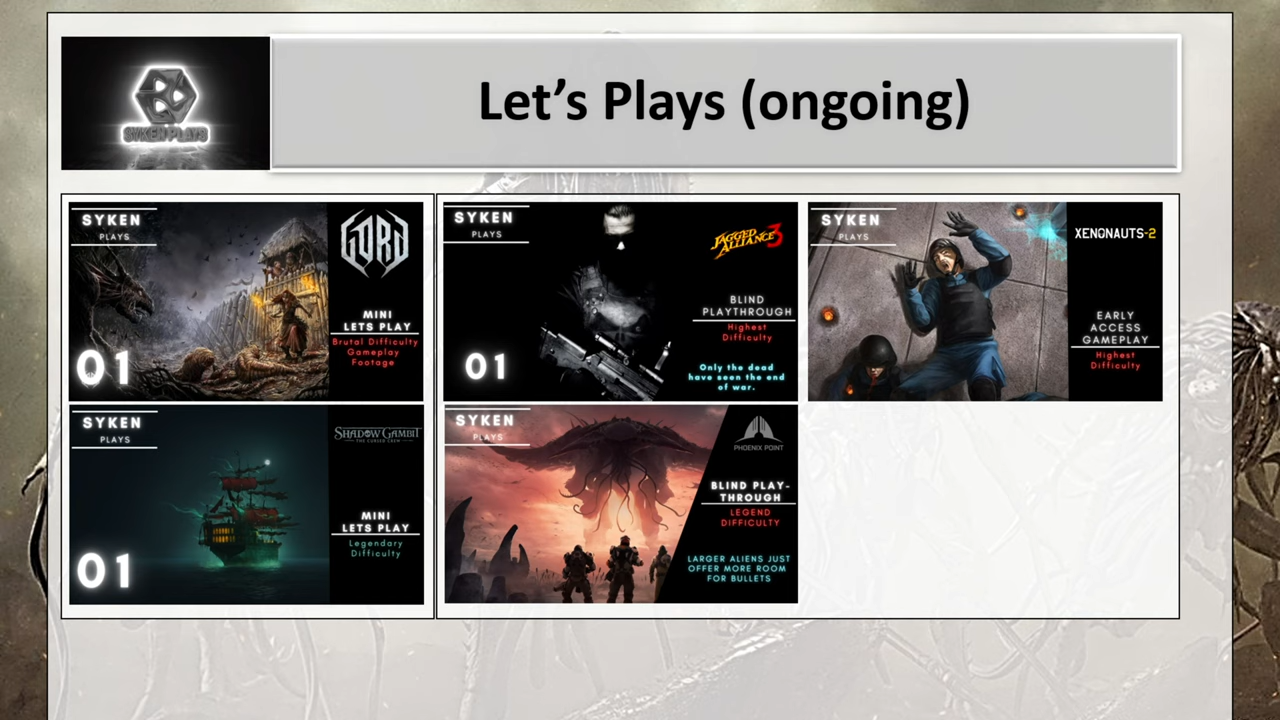 SYKEN PLAYS
Let's Plays (ongoing)
SYKEN
PLAYS
GORD
MINI
LETS PLAY
Brutal Difficulty
Gameplay
Footage
01
SYKEN
PLAYS
JAGGED
ALLIANCE 3
BLIND
PLAYTHROUGH
Highest
Difficulty
Only the dead
have seen the end
of war.
01
SYKEN
PLAYS
XENONAUTS-2
EARLY
ACCESS
GAMEPLAY
Highest
Difficulty
SYKEN
PLAYS
SHADOW GAMBIT
THE CURSED CREW
MINI
LETS PLAY
Legendary
Difficulty
01
SYKEN
PLAYS
PHOENIX POINT
BLIND PLAY-
THROUGH
LEGEND
DIFFICULTY
LARGER ALIENS JUST
OFFER MORE ROOM
FOR BULLETS